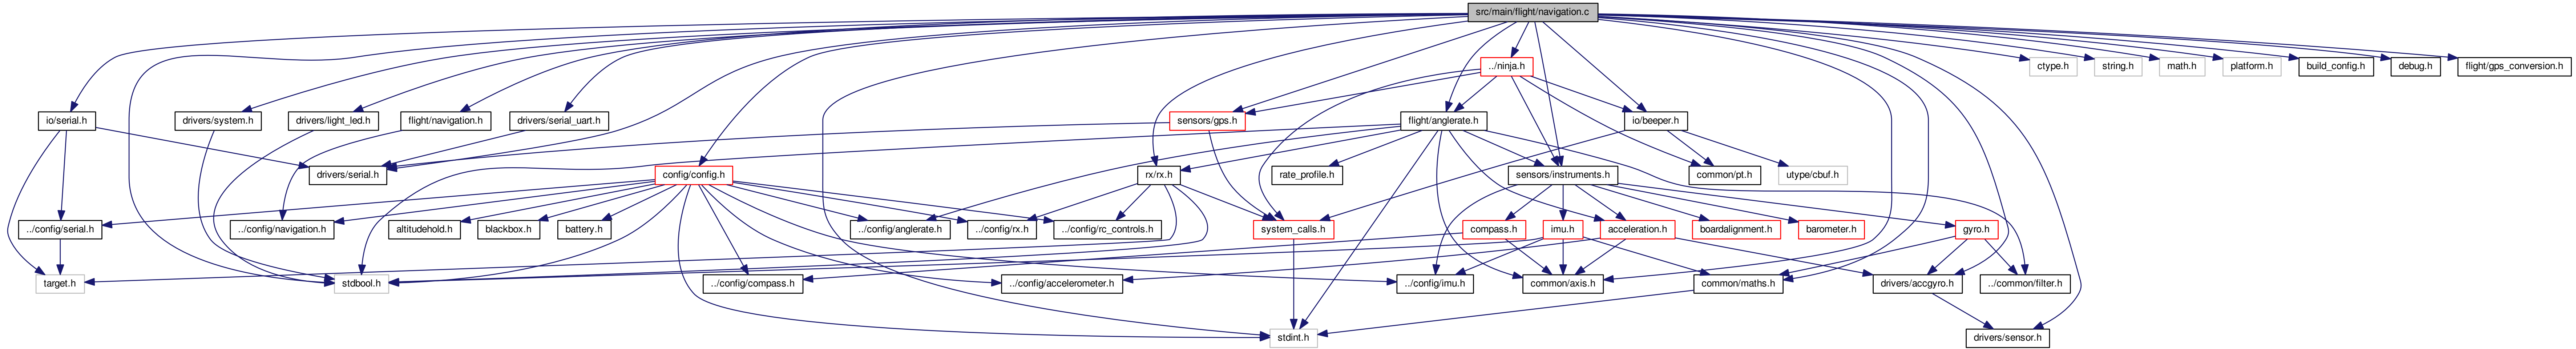 src/main/flight/navigation.c
../ninja.h
ctype.h
string.h
math.h
platform.h
build_config.h
debug.h
flight/gps_conversion.h
io/serial.h
drivers/system.h
drivers/light_led.h
flight/navigation.h
drivers/serial_uart.h
sensors/gps.h
flight/anglerate.h
io/beeper.h
drivers/serial.h
config/config.h
rx/rx.h
rate_profile.h
sensors/instruments.h
common/pt.h
utype/cbuf.h
../config/serial.h
../config/navigation.h
altitudehold.h
blackbox.h
battery.h
../config/anglerate.h
../config/rx.h
../config/rc_controls.h
system_calls.h
compass.h
imu.h
acceleration.h
boardalignment.h
barometer.h
gyro.h
target.h
stdbool.h
../config/compass.h
../config/accelerometer.h
../config/imu.h
common/axis.h
common/maths.h
drivers/accgyro.h
../common/filter.h
stdint.h
drivers/sensor.h